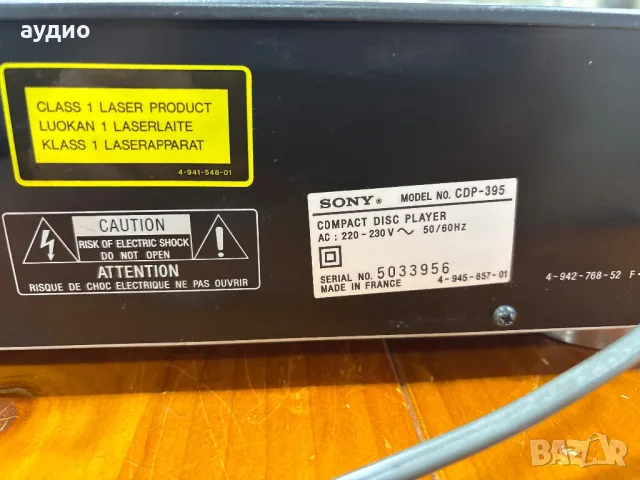 аудио
CLASS 1 LASER PRODUCT
LUOKAN 1 LASERLAITE
KLASS 1 LASERAPPARAT
4-941-548-01
CAUTION
RISK OF ELECTRIC SHOCK
DO NOT OPEN
ATTENTION
RISQUE DE CHOC ELECTRIQUE NE PAS OUVRIR
SONY® MODEL NO. CDP-395
COMPACT DISC PLAYER
AC : 220-230V ~ 50/60HZ
SERIAL NO. 5033956
MADE IN FRANCE 4-945-857-01
4-942-768-52 F-
BAZAR
bg